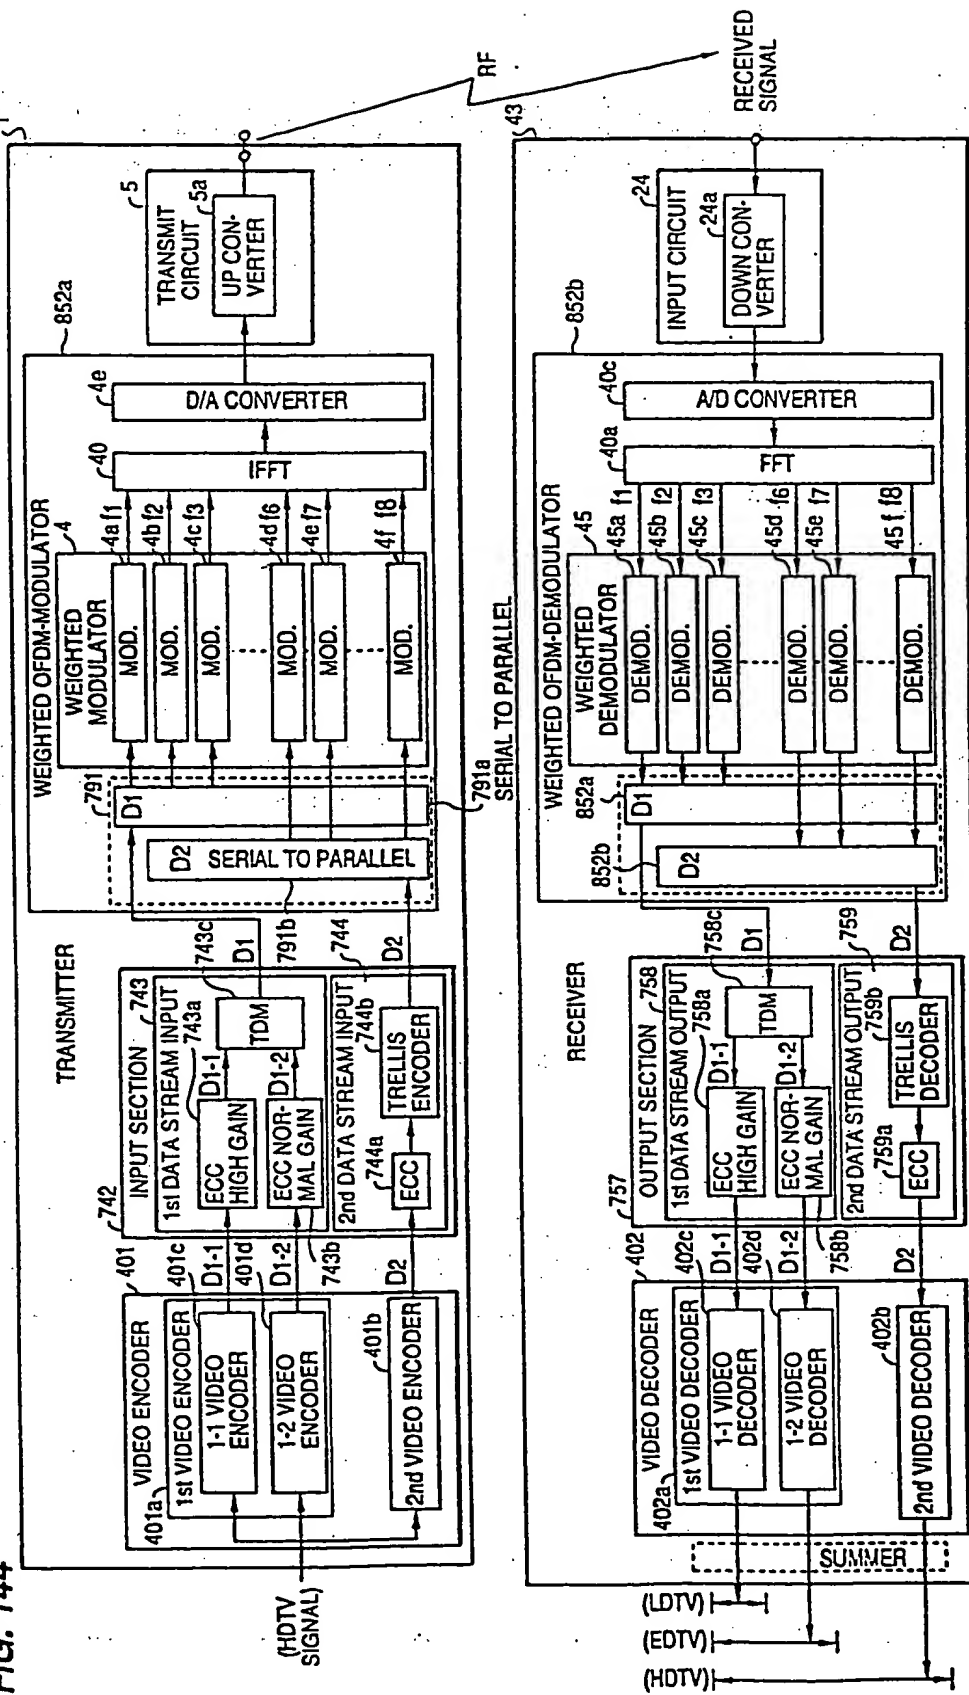 FIG. 144
1
TRANSMITTER
(HDTV
SIGNAL)
401
VIDEO ENCODER
401a
1st VIDEO ENCODER
401c
1-1 VIDEO
ENCODER
401d
1-2 VIDEO
ENCODER
401b
2nd VIDEO ENCODER
D1-1
D1-2
D2
742
INPUT SECTION
743
1st DATA STREAM INPUT
743a
ECC
HIGH GAIN
D1-1
ECC NOR-
MAL GAIN
743b
D1-2
743c
TDM
D1
744
2nd DATA STREAM INPUT
744a
ECC
744b
TRELLIS
ENCODER
D2
852a
WEIGHTED OFDM-MODULATOR
791
D1
D2 SERIAL TO PARALLEL
791b
791a
SERIAL TO PARALLEL
4
WEIGHTED
MODULATOR
MOD.
4a f1
MOD.
4b f2
MOD.
4c f3
MOD.
4d f6
MOD.
4e f7
MOD.
4f f8
40
IFFT
4e
D/A CONVERTER
5
TRANSMIT
CIRCUIT
5a
UP CON-
VERTER
RF
RECEIVED
SIGNAL
43
RECEIVER
24
INPUT CIRCUIT
24a
DOWN CON-
VERTER
852b
WEIGHTED OFDM-DEMODULATOR
40c
A/D CONVERTER
40a
FFT
45
WEIGHTED
DEMODULATOR
45a f1
DEMOD.
45b f2
DEMOD.
45c f3
DEMOD.
45d f6
DEMOD.
45e f7
DEMOD.
45 f f8
DEMOD.
852a
D1
852b
D2
D1
D2
757
OUTPUT SECTION
758
1st DATA STREAM OUTPUT
758c
TDM
758a
D1-1
ECC
HIGH GAIN
D1-2
ECC NOR-
MAL GAIN
758b
759
2nd DATA STREAM OUTPUT
759b
TRELLIS
DECODER
759a
ECC
D1-1
D1-2
D2
402
VIDEO DECODER
402a
1st VIDEO DECODER
402c
1-1 VIDEO
DECODER
402d
1-2 VIDEO
DECODER
402b
2nd VIDEO DECODER
SUMMER
(LDTV)
(EDTV)
(HDTV)